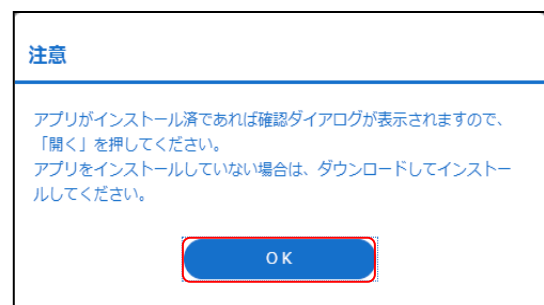 注意
アプリがインストール済であれば確認ダイアログが表示されますので、
「開く」を押してください。
アプリをインストールしていない場合は、ダウンロードしてインストー
ルしてください。
OK